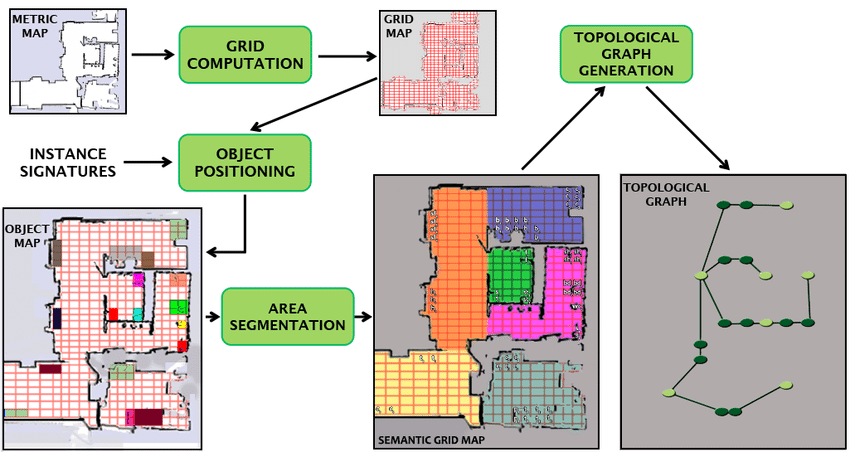 METRIC
MAP
GRID
COMPUTATION
GRID
MAP
TOPOLOGICAL
GRAPH
GENERATION
INSTANCE
SIGNATURES
OBJECT
POSITIONING
OBJECT
MAP
AREA
SEGMENTATION
SEMANTIC GRID MAP
TOPOLOGICAL
GRAPH